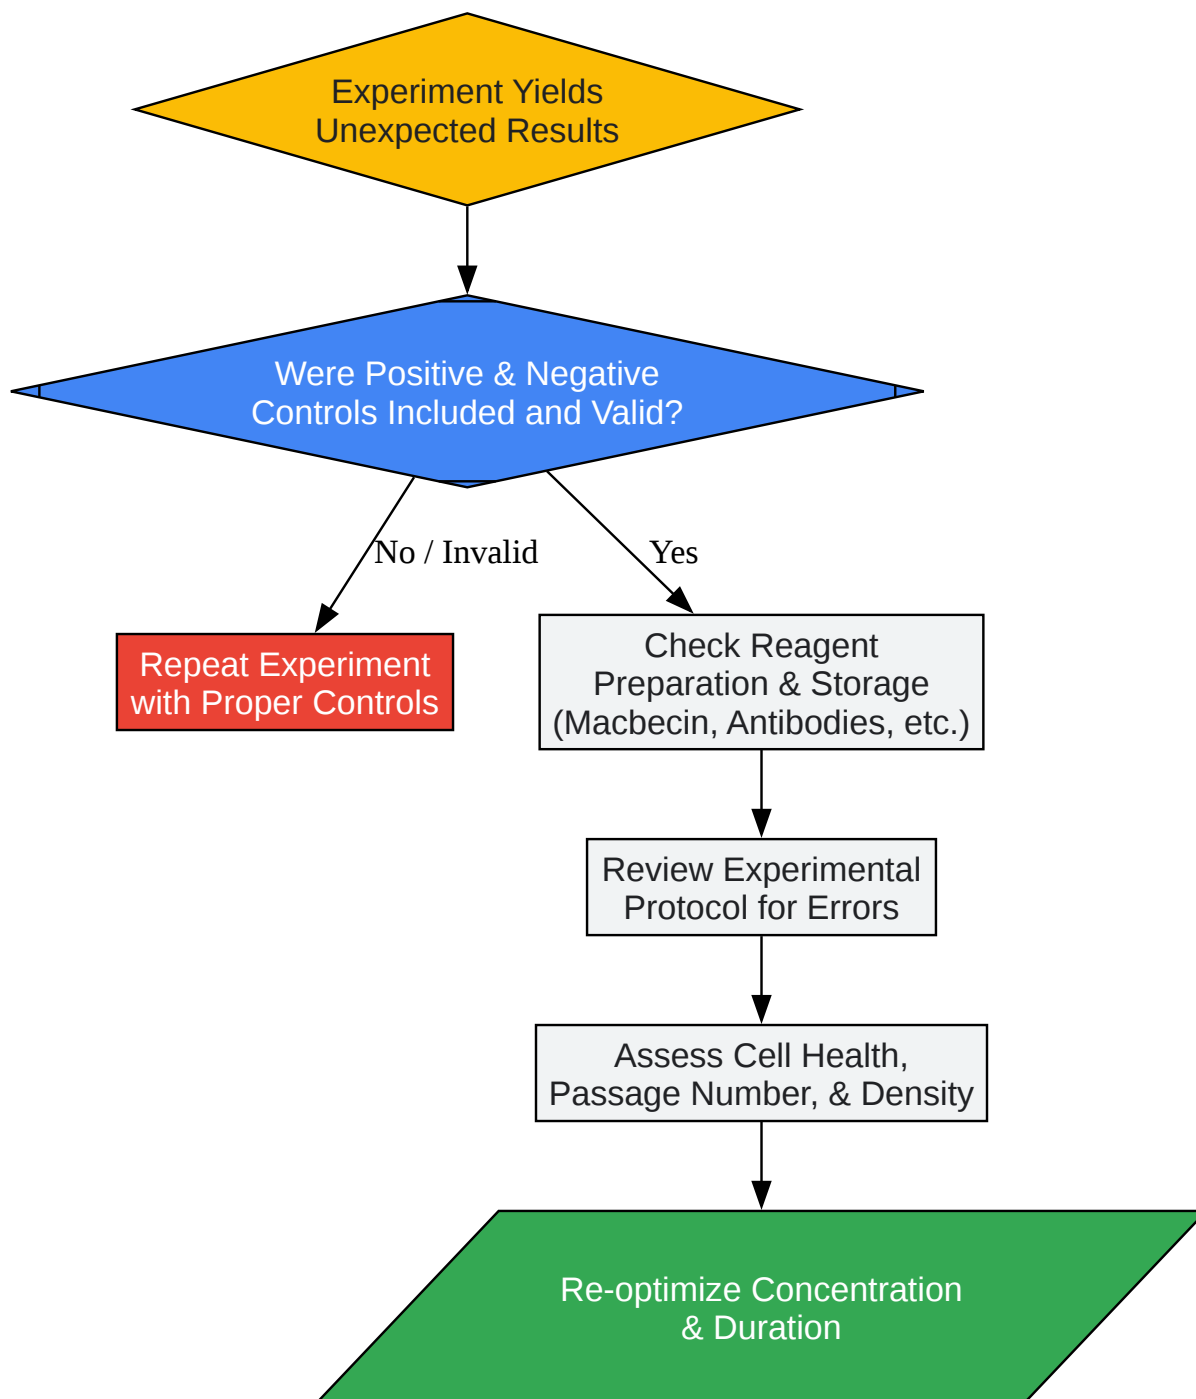 Experiment Yields
Unexpected Results
Were Positive & Negative
Controls Included and Valid?
No / Invalid
Yes
Repeat Experiment
with Proper Controls
Check Reagent
Preparation & Storage
(Macbecin, Antibodies, etc.)
Review Experimental
Protocol for Errors
Assess Cell Health,
Passage Number, & Density
Re-optimize Concentration
& Duration